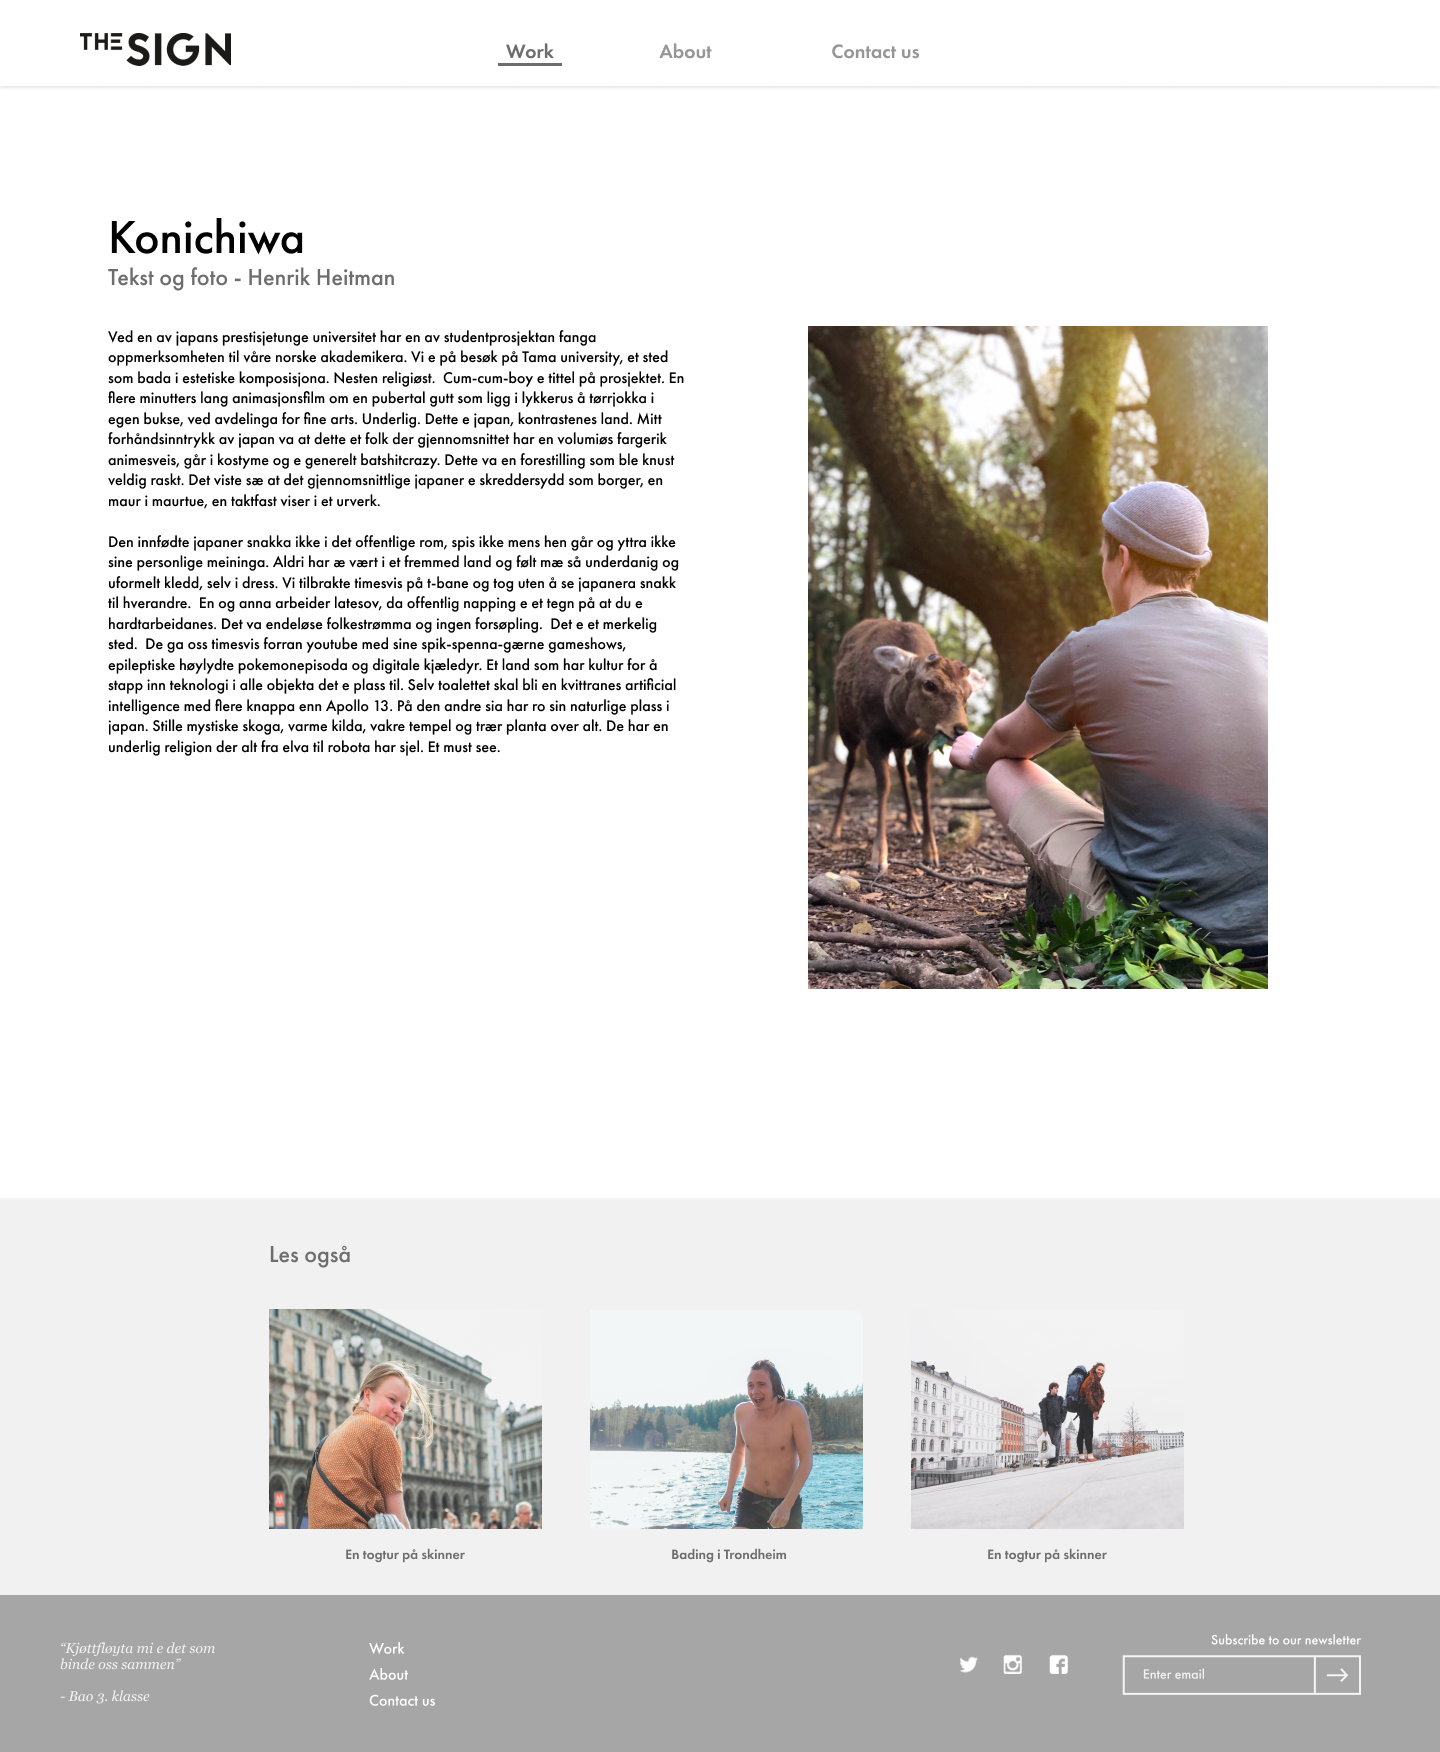 THE SIGN
Work
About
Contact us
Konichiwa
Tekst og foto - Henrik Heitman
Ved en av japans prestisjetunge universitet har en av studentprosjektan fanga
oppmerksomheten til våre norske akademikera. Vi e på besøk på Tama university, et sted
som bada i estetiske komposisjona. Nesten religiøst.  Cum-cum-boy e tittel på prosjektet. En
flere minutters lang animasjonsfilm om en pubertal gutt som ligg i lykkerus å tørrjokka i
egen bukse, ved avdelinga for fine arts. Underlig. Dette e japan, kontrastenes land. Mitt
forhåndsinntrykk av japan va at dette et folk der gjennomsnittet har en volumiøs fargerik
animesveis, går i kostyme og e generelt batshitcrazy. Dette va en forestilling som ble knust
veldig raskt. Det viste sæ at det gjennomsnittlige japaner e skreddersydd som borger, en
maur i maurtue, en taktfast viser i et urverk.
Den innfødte japaner snakka ikke i det offentlige rom, spis ikke mens hen går og yttra ikke
sine personlige meininga. Aldri har æ vært i et fremmed land og følt mæ så underdanig og
uformelt kledd, selv i dress. Vi tilbrakte timesvis på t-bane og tog uten å se japanera snakk
til hverandre.  En og anna arbeider latesov, da offentlig napping e et tegn på at du e
hardtarbeidanes. Det va endeløse folkestrømma og ingen forsøpling.  Det e et merkelig
sted.  De ga oss timesvis forran youtube med sine spik-spenna-gærne gameshows,
epileptiske høylydte pokemonepisoda og digitale kjæledyr. Et land som har kultur for å
stapp inn teknologi i alle objekta det e plass til. Selv toalettet skal bli en kvittranes artificial
intelligence med flere knappa enn Apollo 13. På den andre sia har ro sin naturlige plass i
japan. Stille mystiske skoga, varme kilda, vakre tempel og trær planta over alt. De har en
underlig religion der alt fra elva til robota har sjel. Et must see.
Les også
En togtur på skinner
Bading i Trondheim
En togtur på skinner
“Kjøttfløyta mi e det som
binde oss sammen”
- Bao 3. klasse
Work
About
Contact us
Subscribe to our newsletter
Enter email